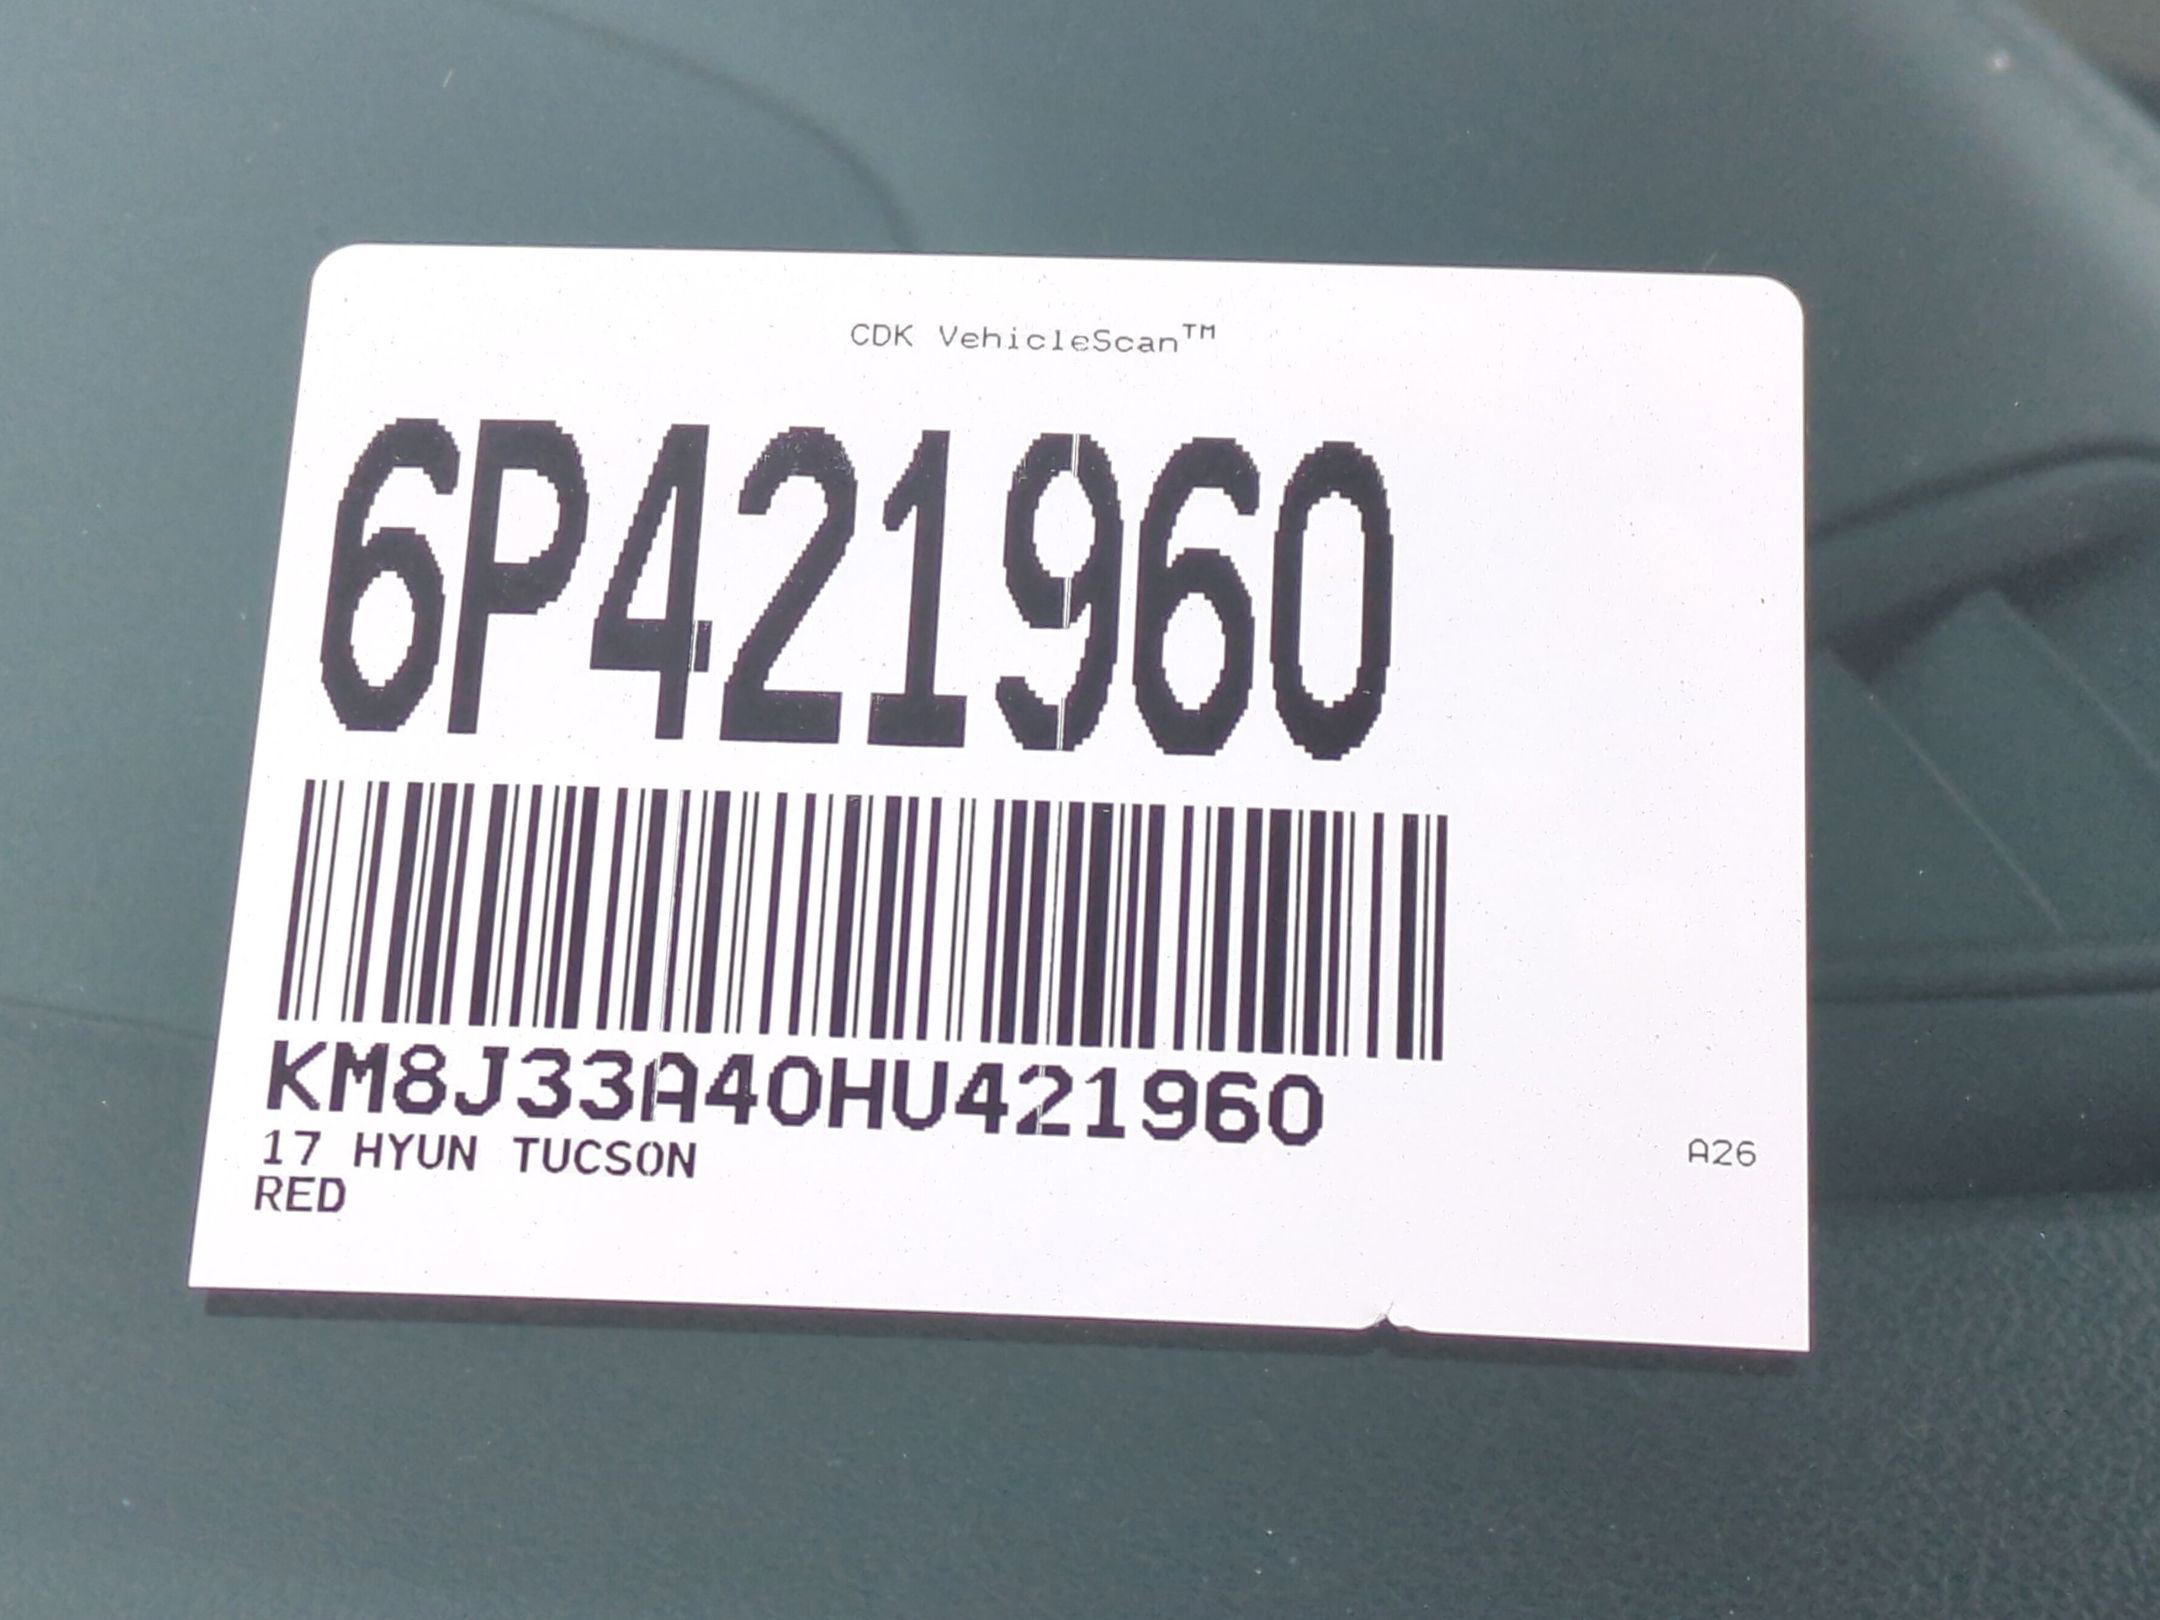 CDK VehicleScan™
6P421960
KM8J33A40HU421960
17 HYUN TUCSON
A26
RED